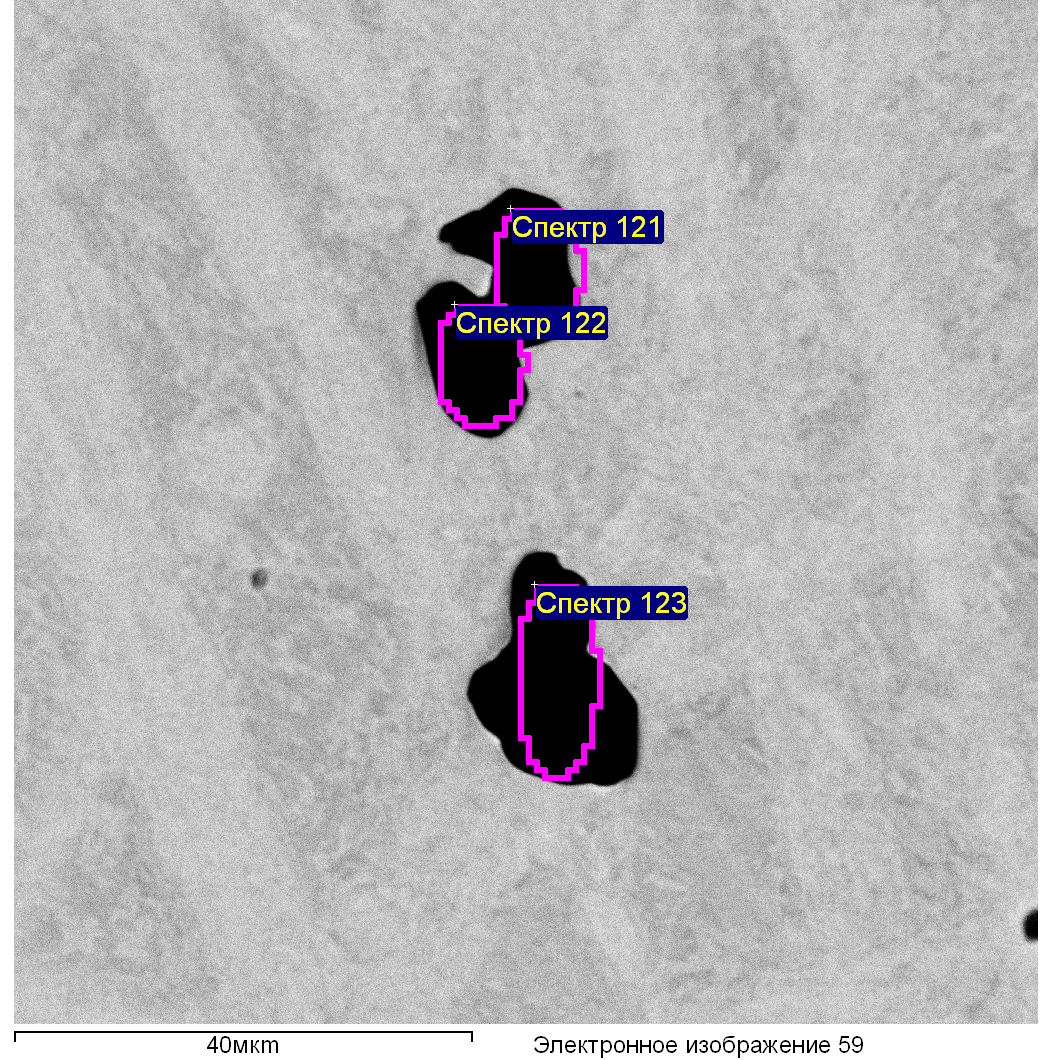 Спектр 121
Спектр 122
Спектр 123
40мкm
Электронное изображение 59